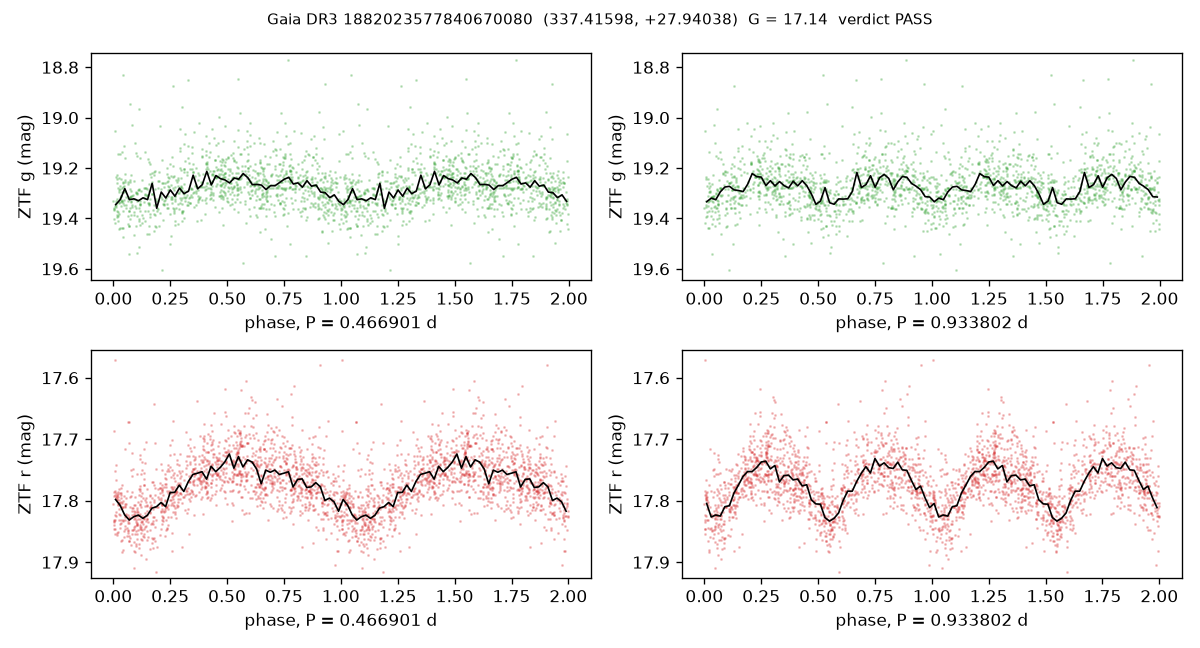 Gaia DR3 1882023577840670080 (337.41598, +27.94038) G = 17.14 verdict PASS
ZTF g (mag)
18.8
19.0
19.2
19.4
19.6
0.00 0.25 0.50 0.75 1.00 1.25 1.50 1.75 2.00
phase, P = 0.466901 d
ZTF g (mag)
18.8
19.0
19.2
19.4
19.6
0.00 0.25 0.50 0.75 1.00 1.25 1.50 1.75 2.00
phase, P = 0.933802 d
ZTF r (mag)
17.6
17.7
17.8
17.9
0.00 0.25 0.50 0.75 1.00 1.25 1.50 1.75 2.00
phase, P = 0.466901 d
ZTF r (mag)
17.6
17.7
17.8
17.9
0.00 0.25 0.50 0.75 1.00 1.25 1.50 1.75 2.00
phase, P = 0.933802 d